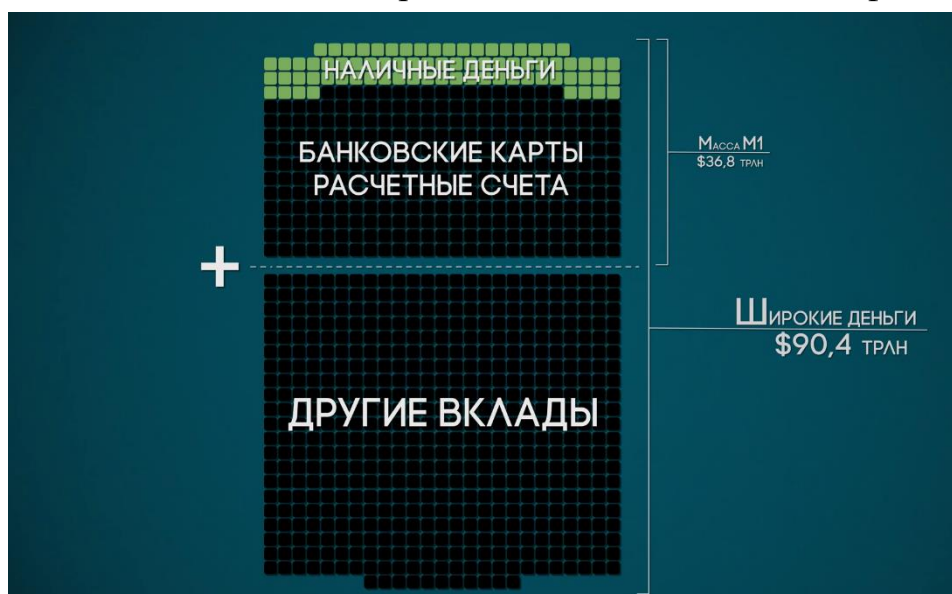 НАЛИЧНЫЕ ДЕНЬГИ
БАНКОВСКИЕ КАРТЫ
РАСЧЕТНЫЕ СЧЕТА
Масса М1
$36,8 трлн
+
Широкие деньги
$90,4 трлн
ДРУГИЕ ВКЛАДЫ